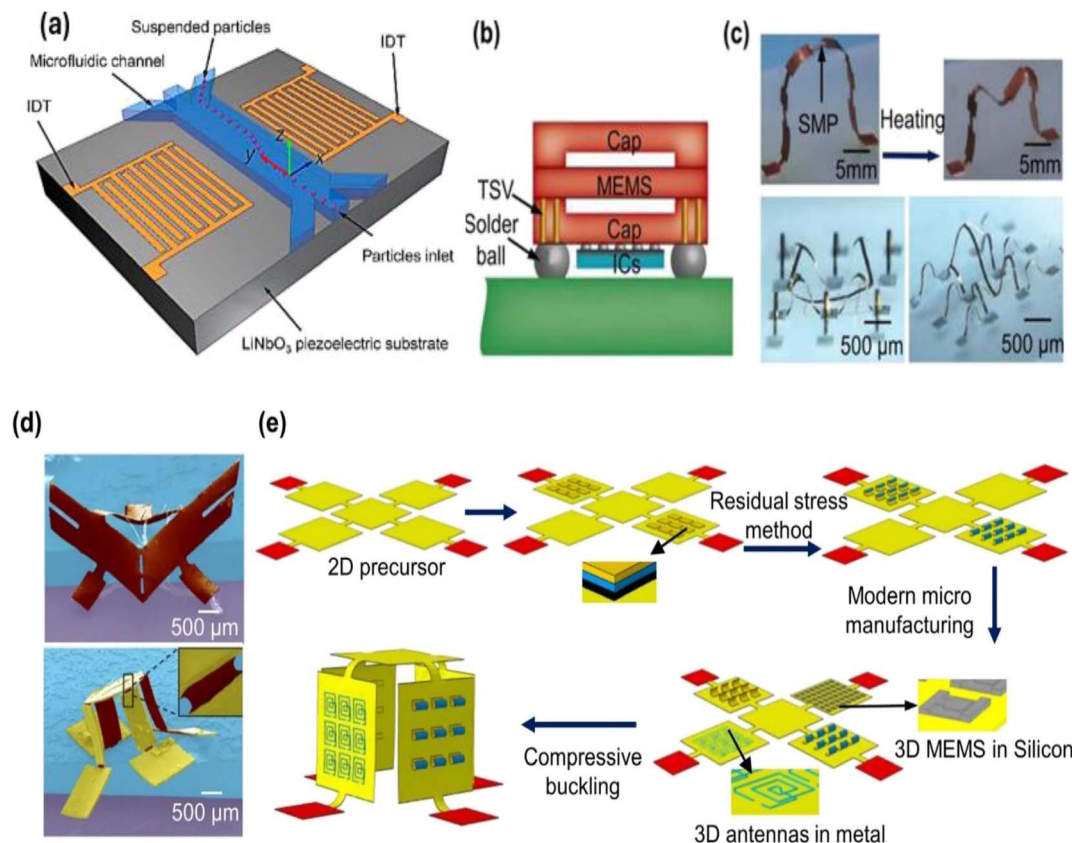 (a)
Suspended particles
IDT
Microfluidic channel
IDT
z
y
x
Particles inlet
LiNbO3 piezoelectric substrate
(b)
Cap
MEMS
TSV
Solder
ball
Cap
ICs
(c)
SMP
Heating
5mm
5mm
500 μm
500 μm
(d)
500 μm
500 μm
(e)
2D precursor
Residual stress
method
Modern micro
manufacturing
3D MEMS in Silicon
3D antennas in metal
Compressive
buckling